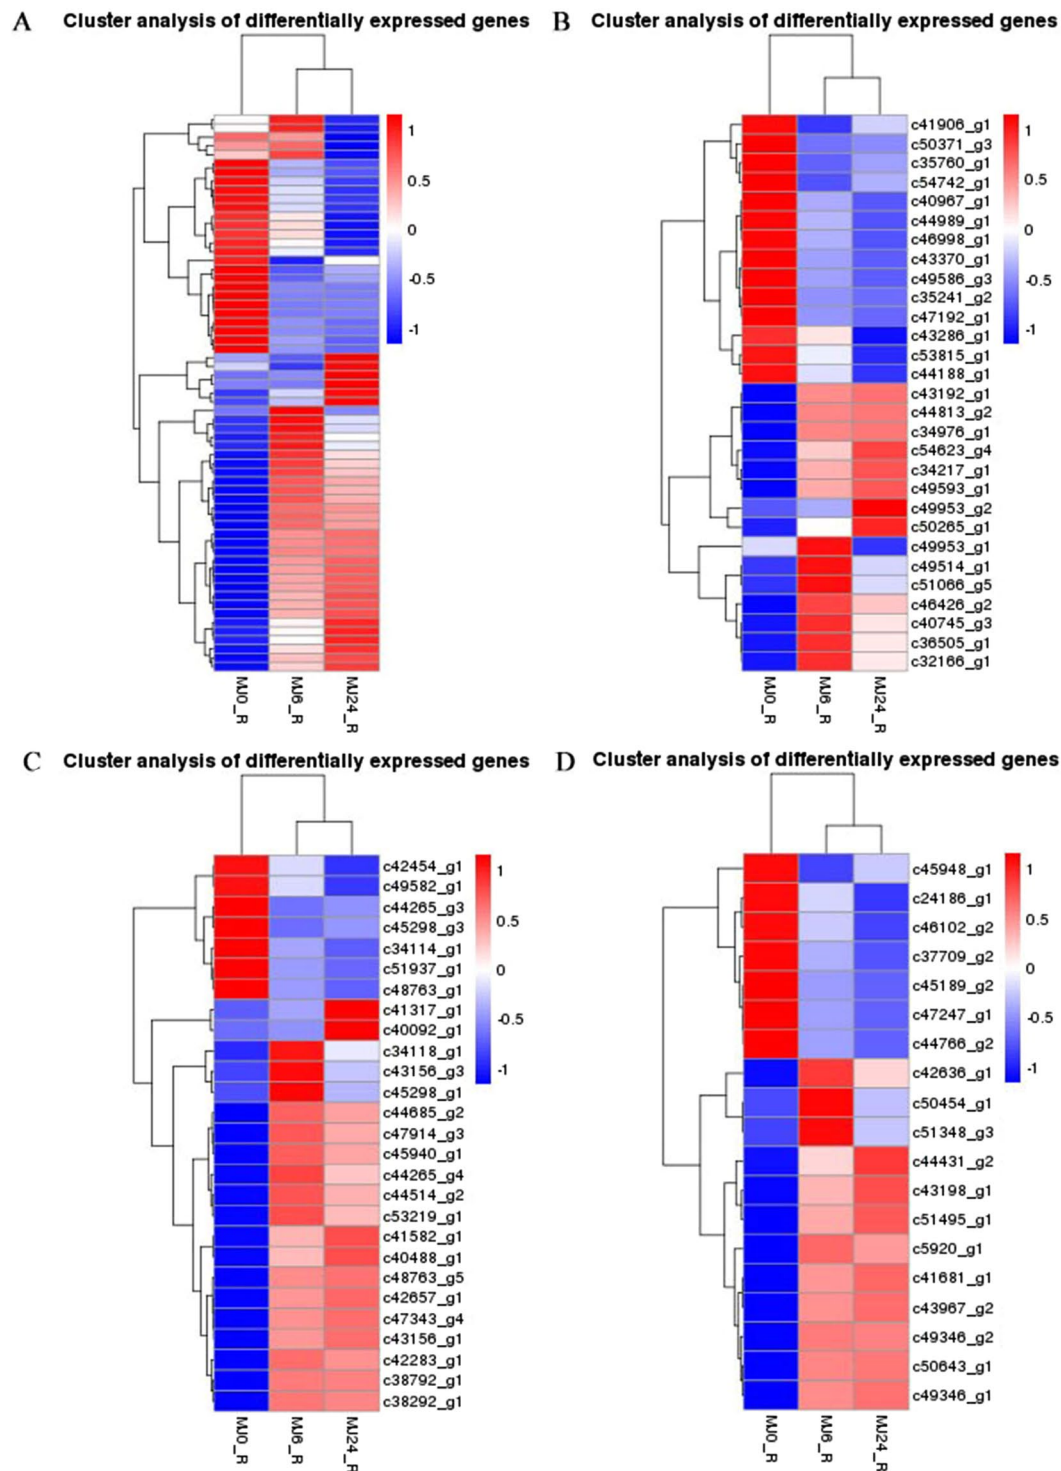 A Cluster analysis of differentially expressed genes
1
0.5
0
-0.5
-1
MJ0_R
MJ6_R
MJ24_R
B Cluster analysis of differentially expressed genes
c41906_g1
c50371_g3
c35760_g1
c54742_g1
c40967_g1
c44989_g1
c46998_g1
c43370_g1
c49586_g3
c35241_g2
c47192_g1
c43286_g1
c53815_g1
c44188_g1
c43192_g1
c44813_g2
c34976_g1
c54623_g4
c34217_g1
c49593_g1
c49953_g2
c50265_g1
c49953_g1
c49514_g1
c51066_g5
c46426_g2
c40745_g3
c36505_g1
c32166_g1
1
0.5
0
-0.5
-1
MJ0_R
MJ6_R
MJ24_R
C Cluster analysis of differentially expressed genes
c42454_g1
c49582_g1
c44265_g3
c45298_g3
c34114_g1
c51937_g1
c48763_g1
c41317_g1
c40092_g1
c34118_g1
c43156_g3
c45298_g1
c44685_g2
c47914_g3
c45940_g1
c44265_g4
c44514_g2
c53219_g1
c41582_g1
c40488_g1
c48763_g5
c42657_g1
c47343_g4
c43156_g1
c42283_g1
c38792_g1
c38292_g1
1
0.5
0
-0.5
-1
MJ0_R
MJ6_R
MJ24_R
D Cluster analysis of differentially expressed genes
c45948_g1
c24186_g1
c46102_g2
c37709_g2
c45189_g2
c47247_g1
c44766_g2
c42636_g1
c50454_g1
c51348_g3
c44431_g2
c43198_g1
c51495_g1
c5920_g1
c41681_g1
c43967_g2
c49346_g2
c50643_g1
c49346_g1
1
0.5
0
-0.5
-1
MJ0_R
MJ6_R
MJ24_R